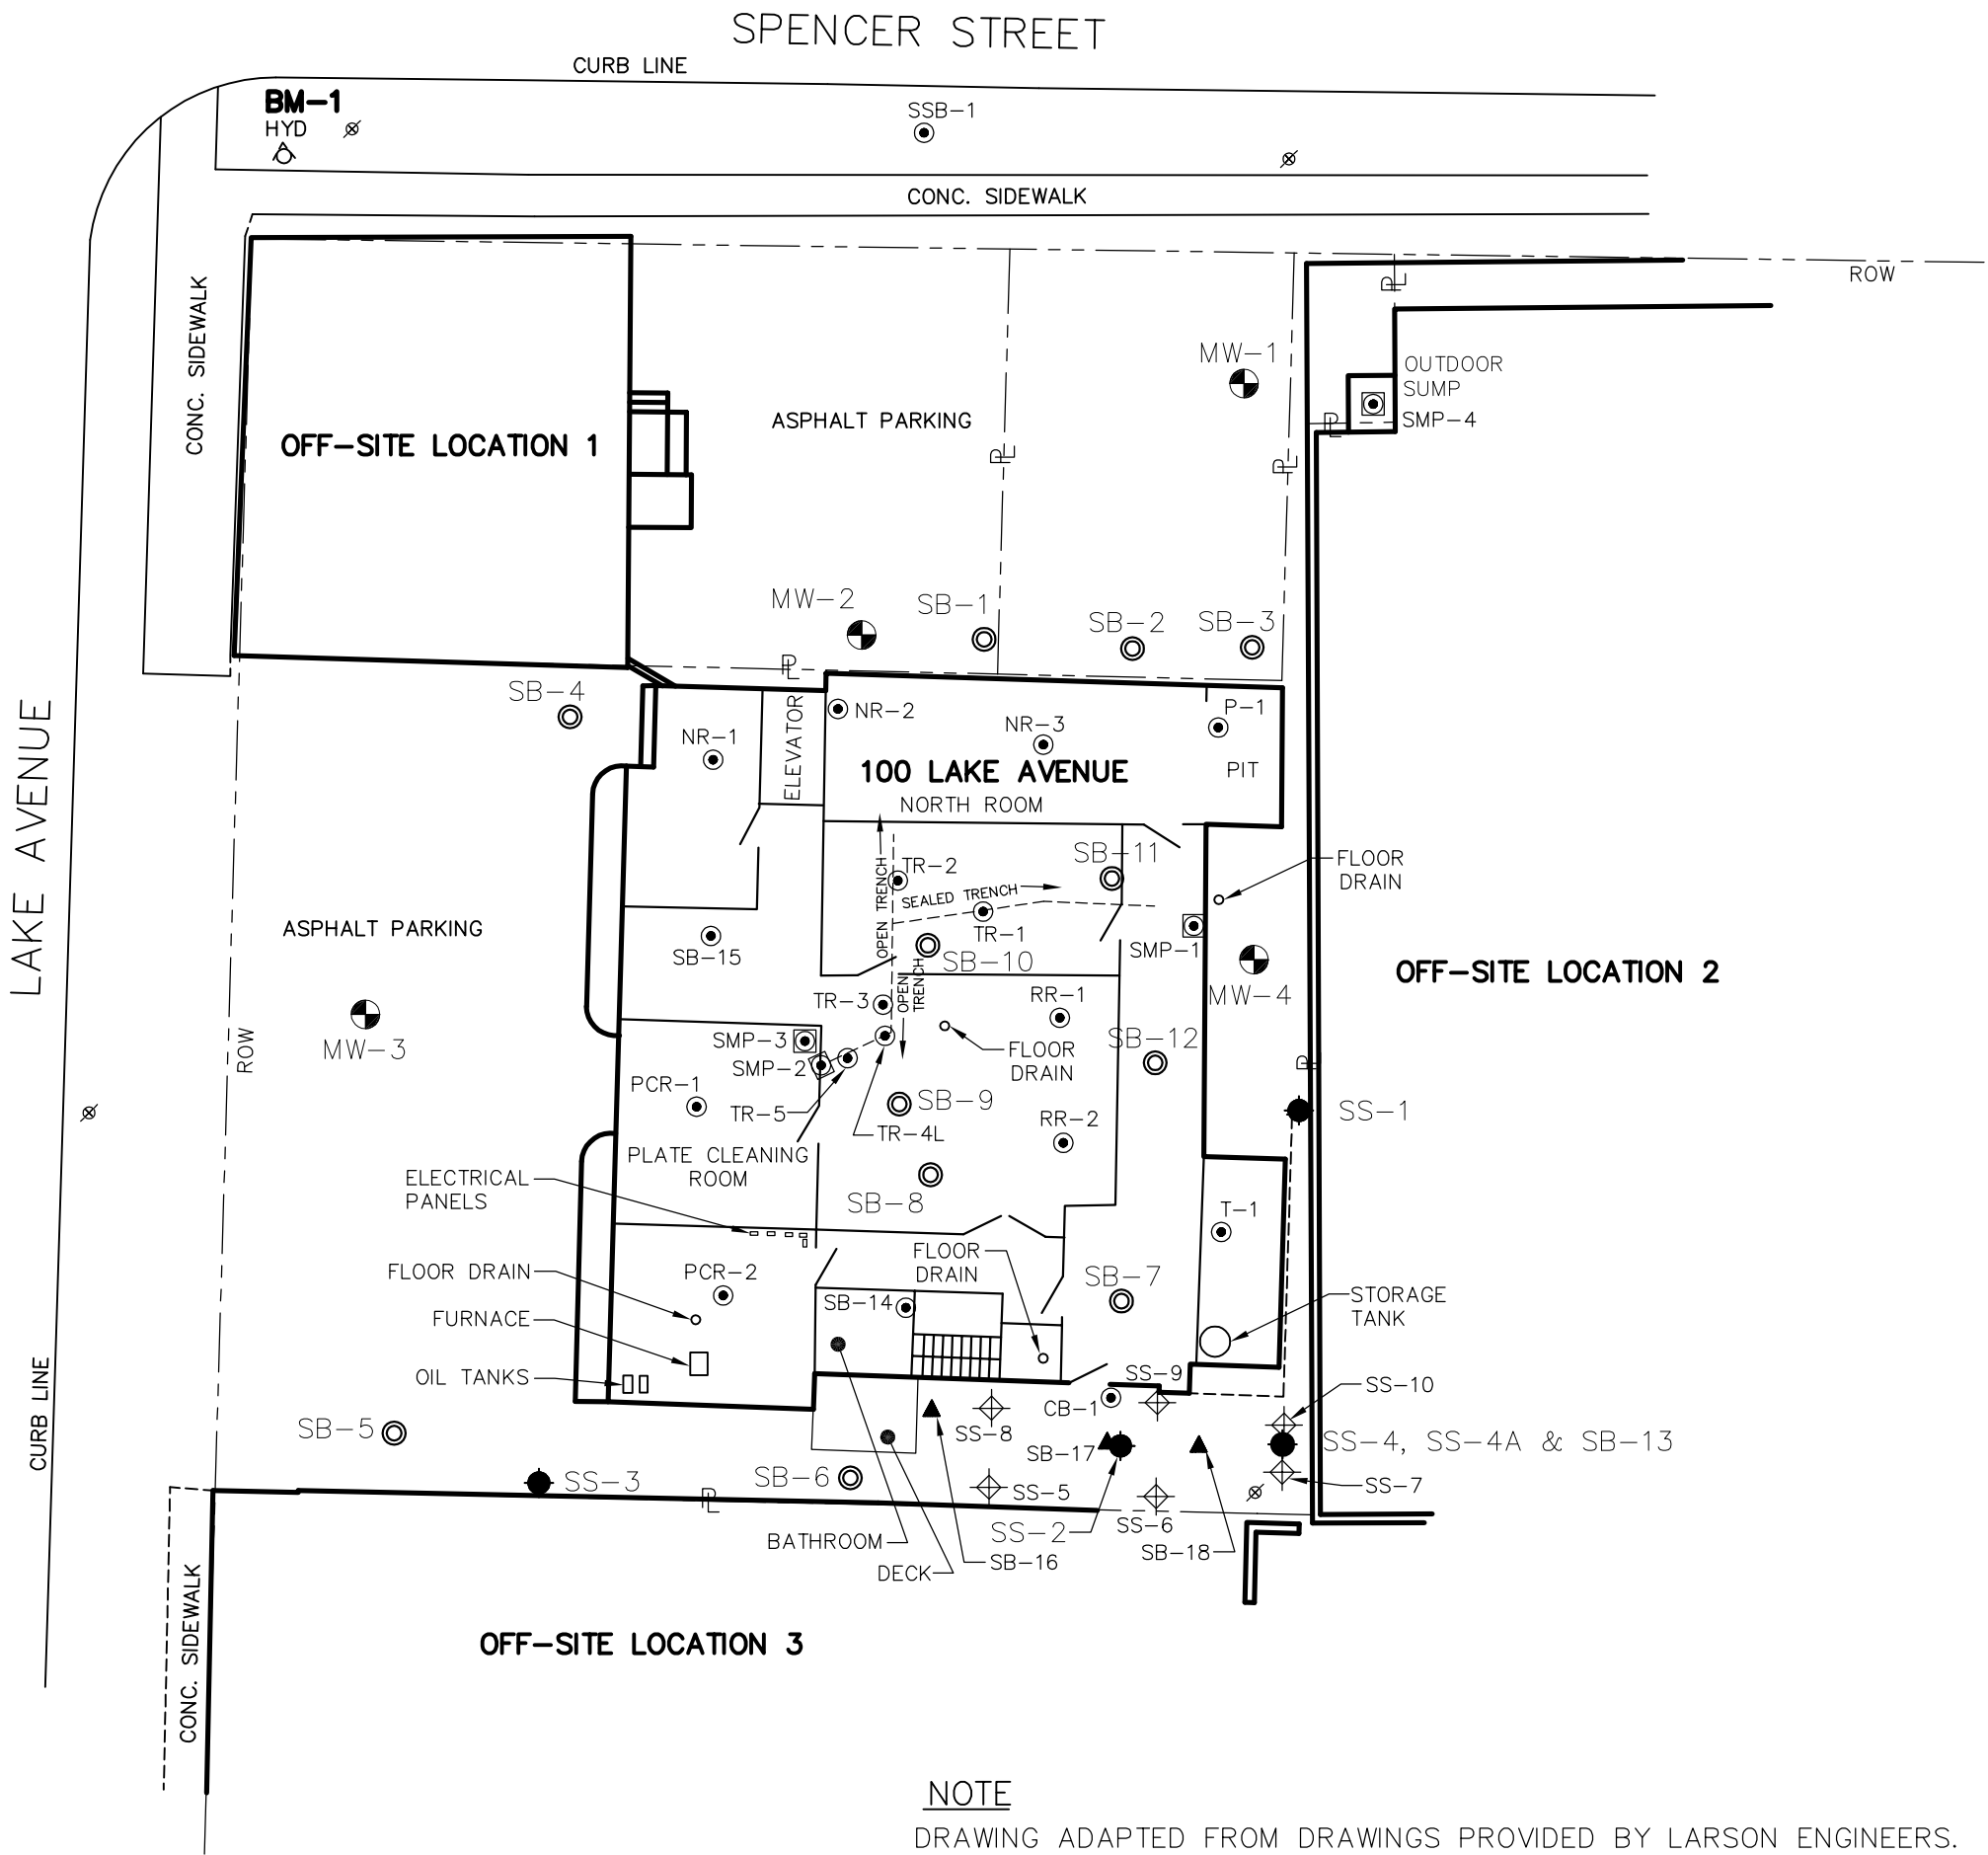 SPENCER STREET
CURB LINE
BM-1
HYD
SSB-1
CONC. SIDEWALK
ROW
CONC. SIDEWALK
PL
MW-1
OUTDOOR
SUMP
SMP-4
PL
ASPHALT PARKING
OFF-SITE LOCATION 1
PL
PL
MW-2
SB-1
SB-2
SB-3
PL
SB-4
LAKE AVENUE
ELEVATOR
NR-2
NR-3
P-1
NR-1
100 LAKE AVENUE
PIT
NORTH ROOM
SB-11
FLOOR
DRAIN
TR-2
OPEN TRENCH
SEALED TRENCH
ASPHALT PARKING
TR-1
SB-15
SMP-1
SB-10
OFF-SITE LOCATION 2
OPEN
TRENCH
TR-3
RR-1
MW-4
MW-3
ROW
SMP-3
SMP-2
FLOOR
DRAIN
SB-12
PL
PCR-1
TR-5
SB-9
RR-2
SS-1
TR-4L
PLATE CLEANING
ROOM
ELECTRICAL
PANELS
SB-8
T-1
FLOOR
DRAIN
FLOOR DRAIN
PCR-2
SB-7
SB-14
STORAGE
TANK
FURNACE
OIL TANKS
SS-9
SS-10
CURB LINE
CB-1
SB-5
SS-8
SB-17
SS-4, SS-4A & SB-13
SS-3
SB-6
SS-5
SS-7
PL
SS-2
SS-6
BATHROOM
SB-18
DECK
SB-16
CONC. SIDEWALK
OFF-SITE LOCATION 3
NOTE
DRAWING ADAPTED FROM DRAWINGS PROVIDED BY LARSON ENGINEERS.